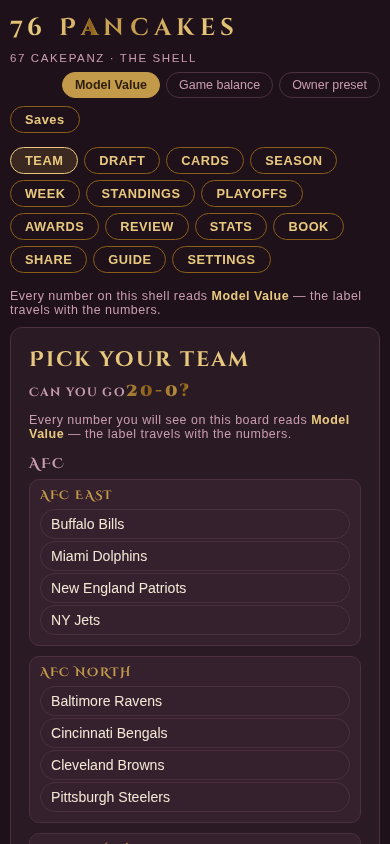 76 PANCAKES
67 CAKEPANZ · THE SHELL
Model Value Game balance Owner preset
Saves
TEAM DRAFT CARDS SEASON
WEEK STANDINGS PLAYOFFS
AWARDS REVIEW STATS BOOK
SHARE GUIDE SETTINGS
Every number on this shell reads Model Value — the label
travels with the numbers.
PICK YOUR TEAM
CAN YOU GO 20-0?
Every number you will see on this board reads Model
Value — the label travels with the numbers.
AFC
AFC EAST
Buffalo Bills
Miami Dolphins
New England Patriots
NY Jets
AFC NORTH
Baltimore Ravens
Cincinnati Bengals
Cleveland Browns
Pittsburgh Steelers